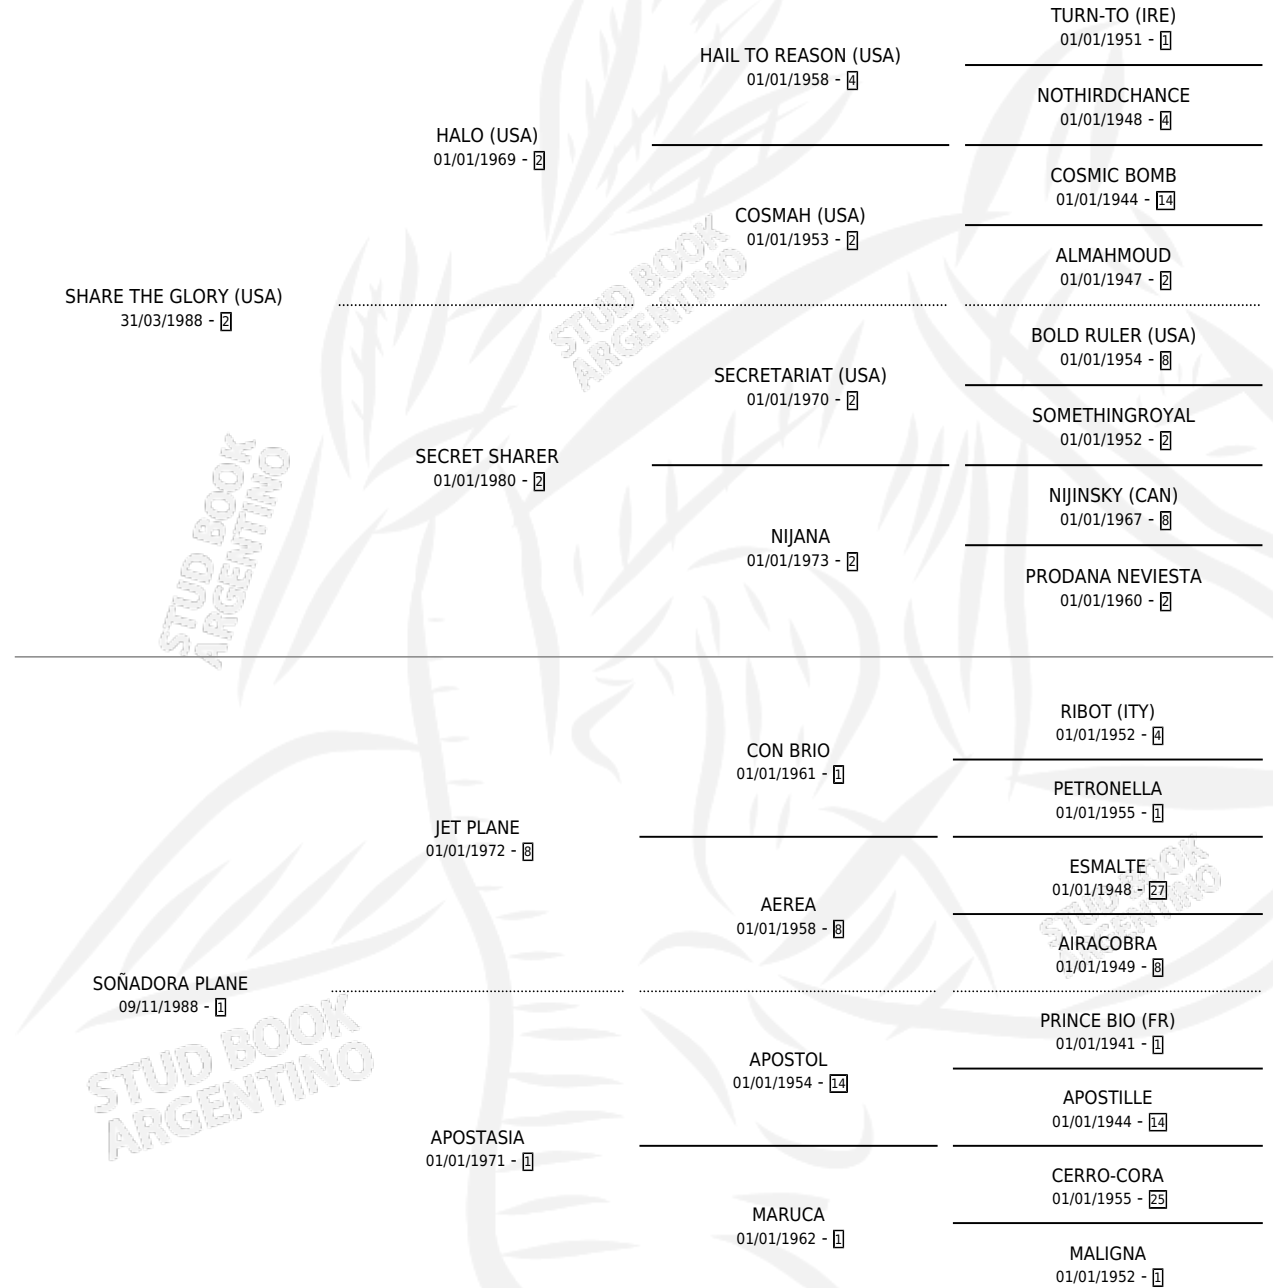 TURN-TO (IRE)
01/01/1951 - 1
HAIL TO REASON (USA)
01/01/1958 - 4
NOTHIRDCHANCE
01/01/1948 - 4
HALO (USA)
01/01/1969 - 2
COSMIC BOMB
01/01/1944 - 14
COSMAH (USA)
01/01/1953 - 2
ALMAHMOUD
01/01/1947 - 2
SHARE THE GLORY (USA)
31/03/1988 - 2
STUD BOOK
ARGENTINO
BOLD RULER (USA)
01/01/1954 - 8
SECRETARIAT (USA)
01/01/1970 - 2
SOMETHINGROYAL
01/01/1952 - 2
SECRET SHARER
01/01/1980 - 2
NIJINSKY (CAN)
01/01/1967 - 8
NIJANA
01/01/1973 - 2
PRODANA NEVIESTA
01/01/1960 - 2
STUD BOOK
ARGENTINO
RIBOT (ITY)
01/01/1952 - 4
CON BRIO
01/01/1961 - 1
PETRONELLA
01/01/1955 - 1
JET PLANE
01/01/1972 - 8
ESMALTE
01/01/1948 - 27
AEREA
01/01/1958 - 8
AIRACOBRA
01/01/1949 - 8
STUD BOOK
ARGENTINO
SOÑADORA PLANE
09/11/1988 - 1
PRINCE BIO (FR)
01/01/1941 - 1
APOSTOL
01/01/1954 - 14
APOSTILLE
01/01/1944 - 14
STUD BOOK
ARGENTINO
APOSTASIA
01/01/1971 - 1
CERRO-CORA
01/01/1955 - 25
MARUCA
01/01/1962 - 1
MALIGNA
01/01/1952 - 1